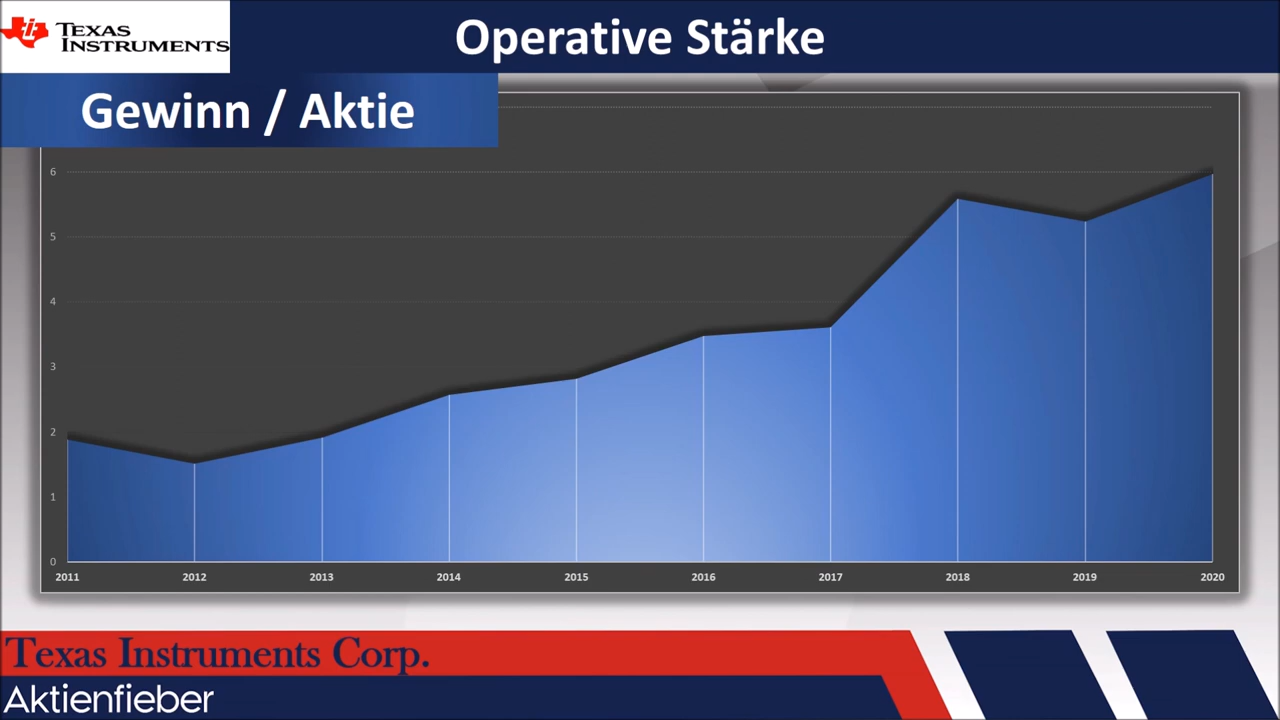 TEXAS
INSTRUMENTS
Operative Stärke
Gewinn / Aktie
6
5
4
3
2
1
0
2011 2012 2013 2014 2015 2016 2017 2018 2019 2020
Texas Instruments Corp.
Aktienfieber